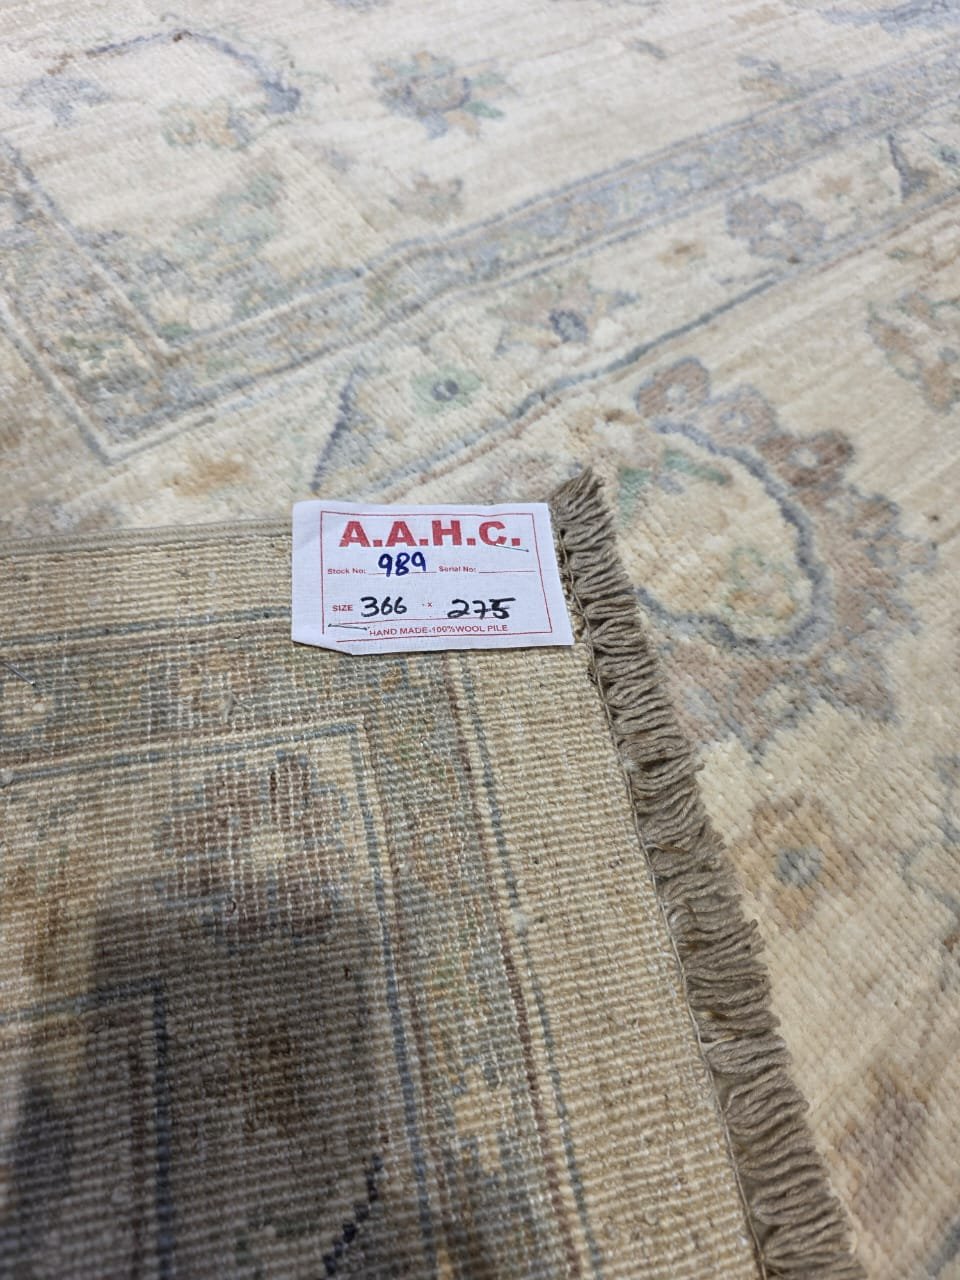 A.A.H.C.
Stock No: 989 Serial No:
SIZE 366 x 275
HAND MADE-100%WOOL PILE